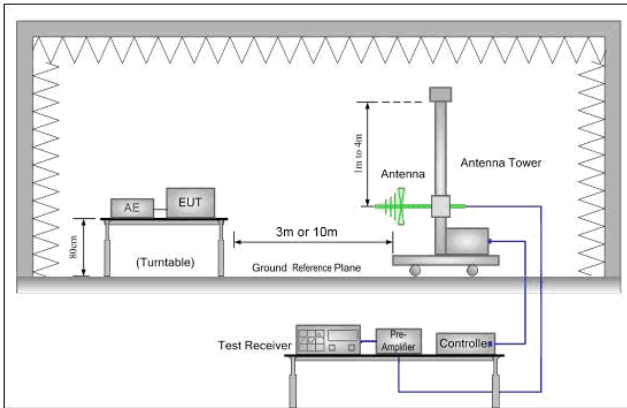 1m to 4m
Antenna
Antenna Tower
AE
EUT
80cm
(Turntable)
3m or 10m
Ground Reference Plane
Test Receiver
Pre-
Amplifier
Controller